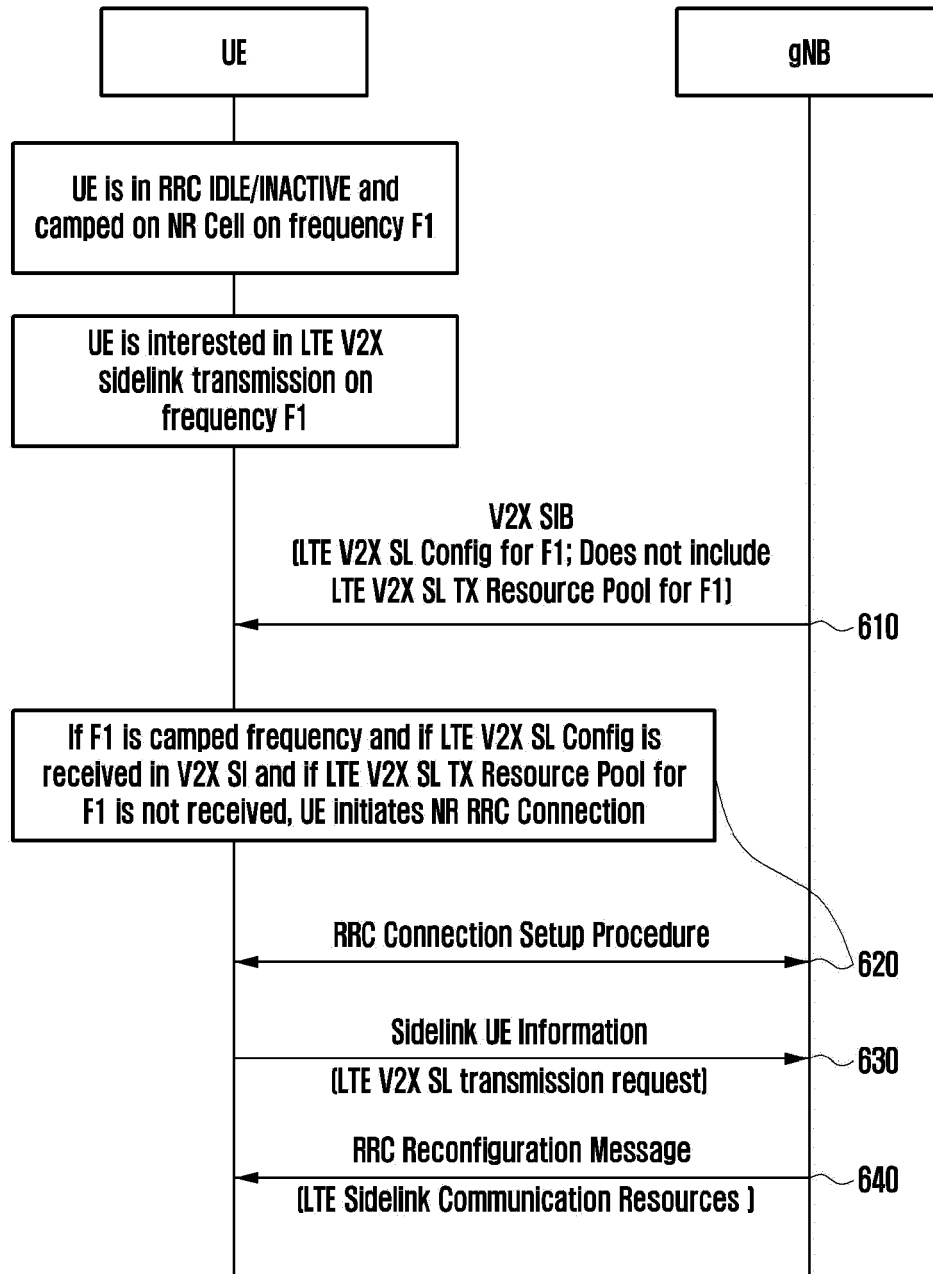 UE
gNB
UE is in RRC IDLE/INACTIVE and
camped on NR Cell on frequency F1
UE is interested in LTE V2X
sidelink transmission on
frequency F1
V2X SIB
(LTE V2X SL Config for F1; Does not include
LTE V2X SL TX Resource Pool for F1)
610
If F1 is camped frequency and if LTE V2X SL Config is
received in V2X SI and if LTE V2X SL TX Resource Pool for
F1 is not received, UE initiates NR RRC Connection
RRC Connection Setup Procedure
620
Sidelink UE Information
630
(LTE V2X SL transmission request)
RRC Reconfiguration Message
640
(LTE Sidelink Communication Resources )